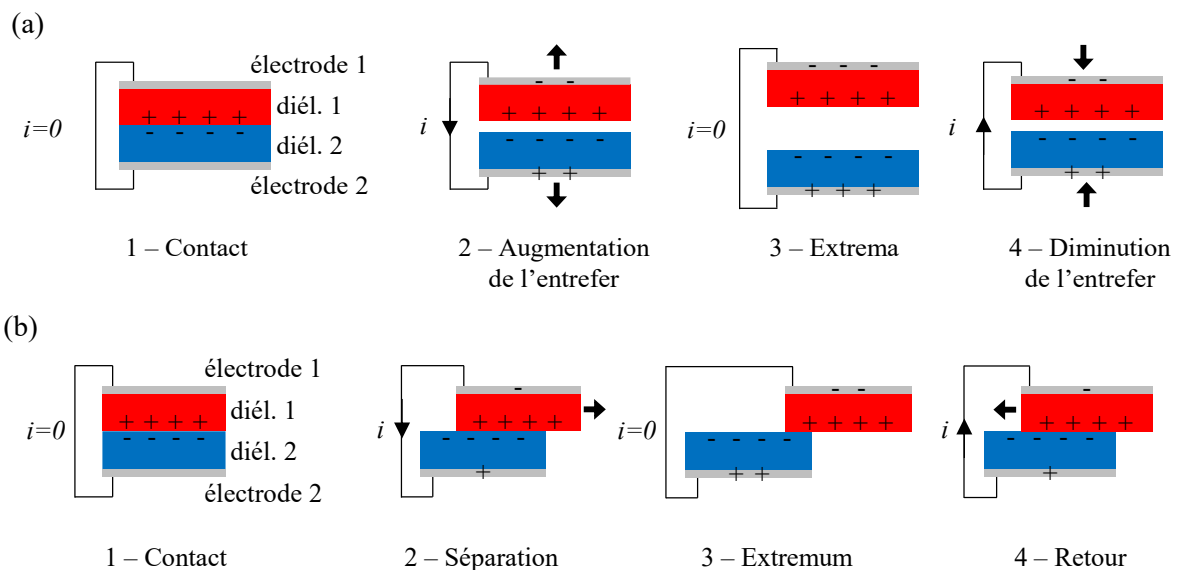 (a)
électrode 1
diél. 1
diél. 2
électrode 2
i=0
+ + + +
- - - -
i
- -
+ + + +
- - - -
+ +
i=0
- - -
+ + + +
- - - -
+ + +
i
- -
+ + + +
- - - -
+ +
1 – Contact
2 – Augmentation
de l’entrefer
3 – Extrema
4 – Diminution
de l’entrefer
(b)
électrode 1
diél. 1
diél. 2
électrode 2
i=0
+ + + +
- - - -
i
-
+ + + +
- - - -
+
i=0
- -
+ + + +
- - - -
+ +
i
-
+ + + +
- - - -
+
1 – Contact
2 – Séparation
3 – Extremum
4 – Retour